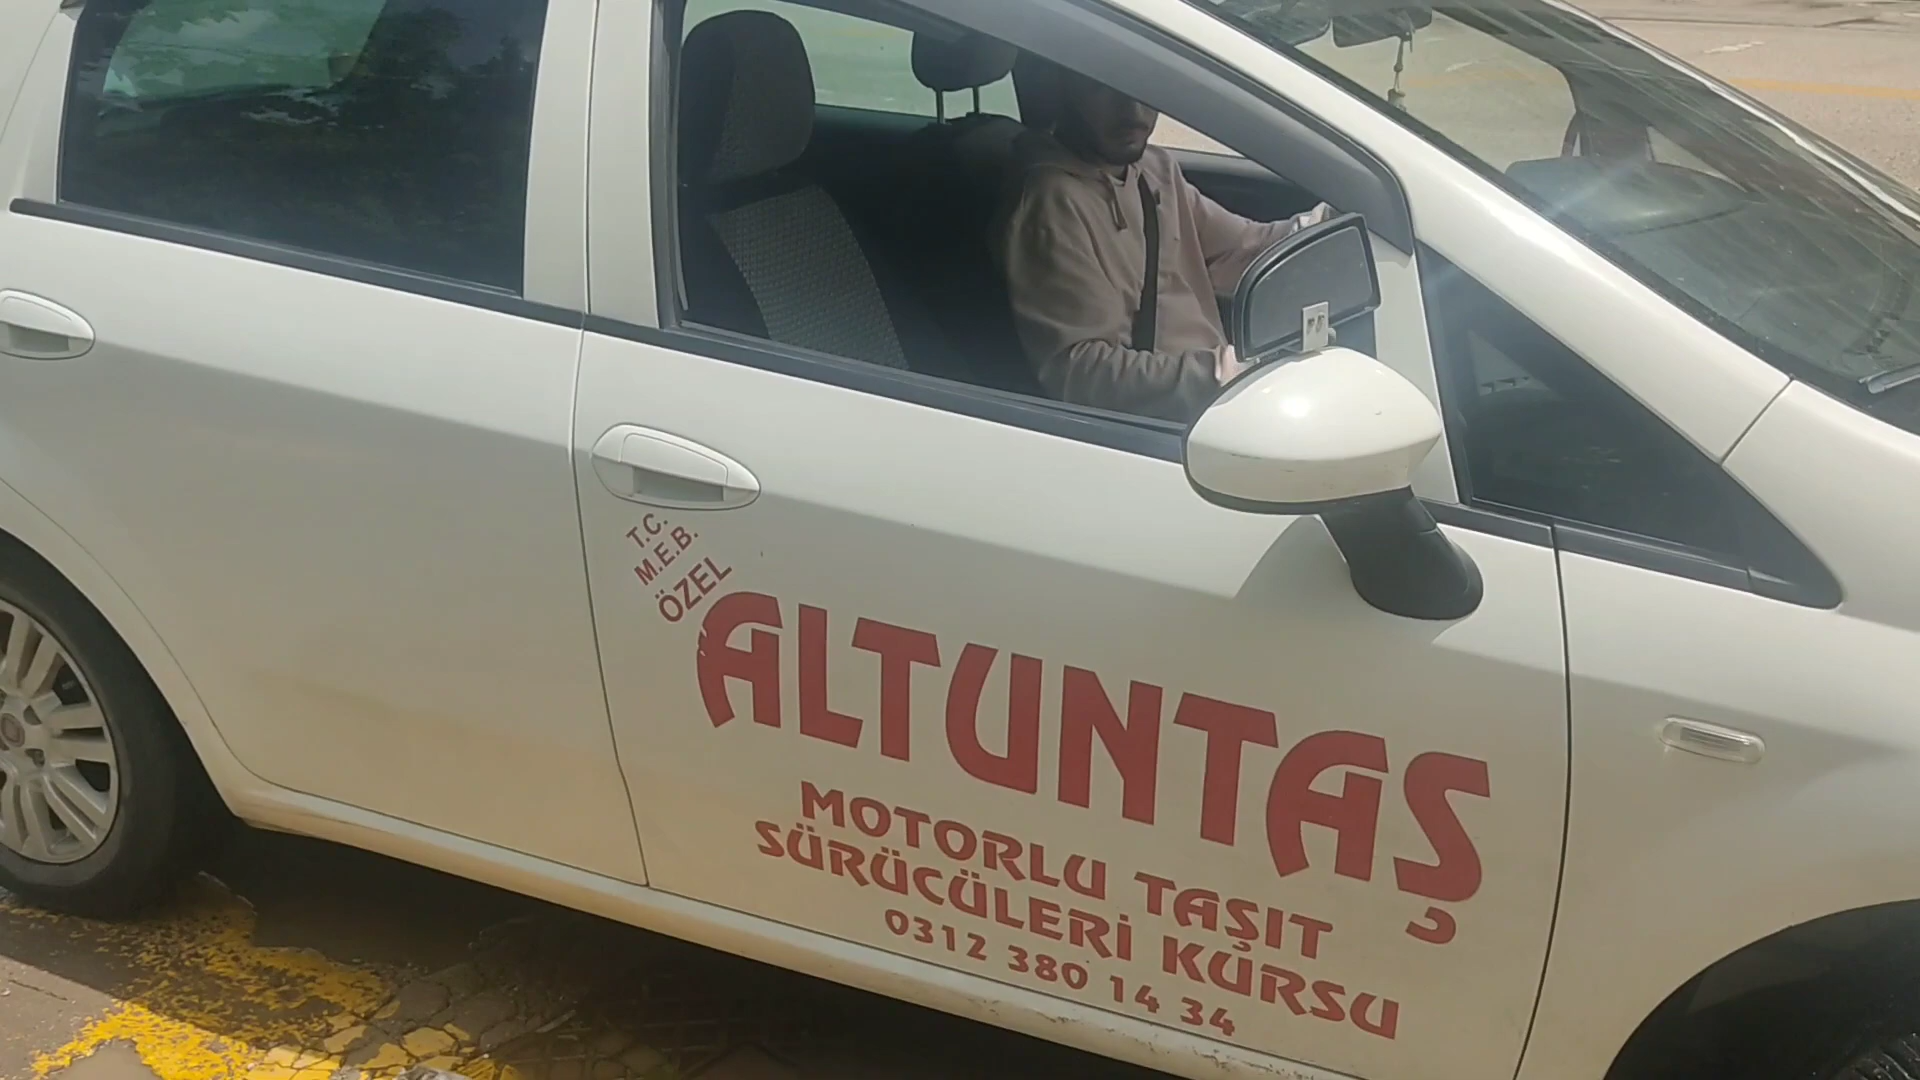 T.C.
M.E.B.
ÖZEL
ALTUNTAŞ
MOTORLU TAŞIT
SÜRÜCÜLERİ KURSU
0312 380 14 34